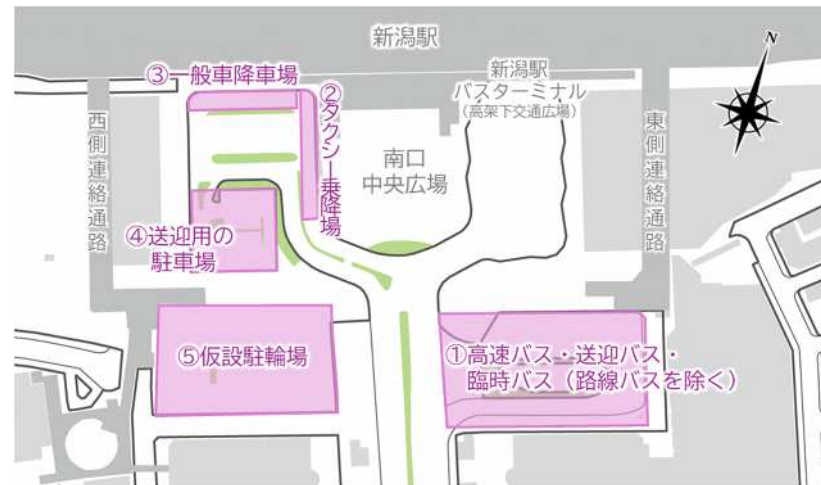 新潟駅
N
③一般車降車場
新潟駅
バスターミナル
(高架下交通広場)
②タクシー乗降場
西側連絡通路
東側連絡通路
南口
中央広場
④送迎用の
駐車場
⑤仮設駐輪場
①高速バス・送迎バス・
臨時バス（路線バスを除く）